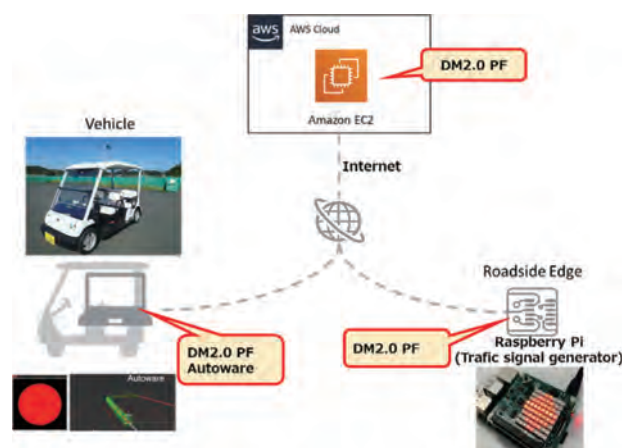 aws
AWS Cloud
DM2.0 PF
Amazon EC2
Vehicle
Internet
Roadside Edge
DM2.0 PF
Autoware
DM2.0 PF
Raspberry Pi
(Trafic signal generator)
Autoware